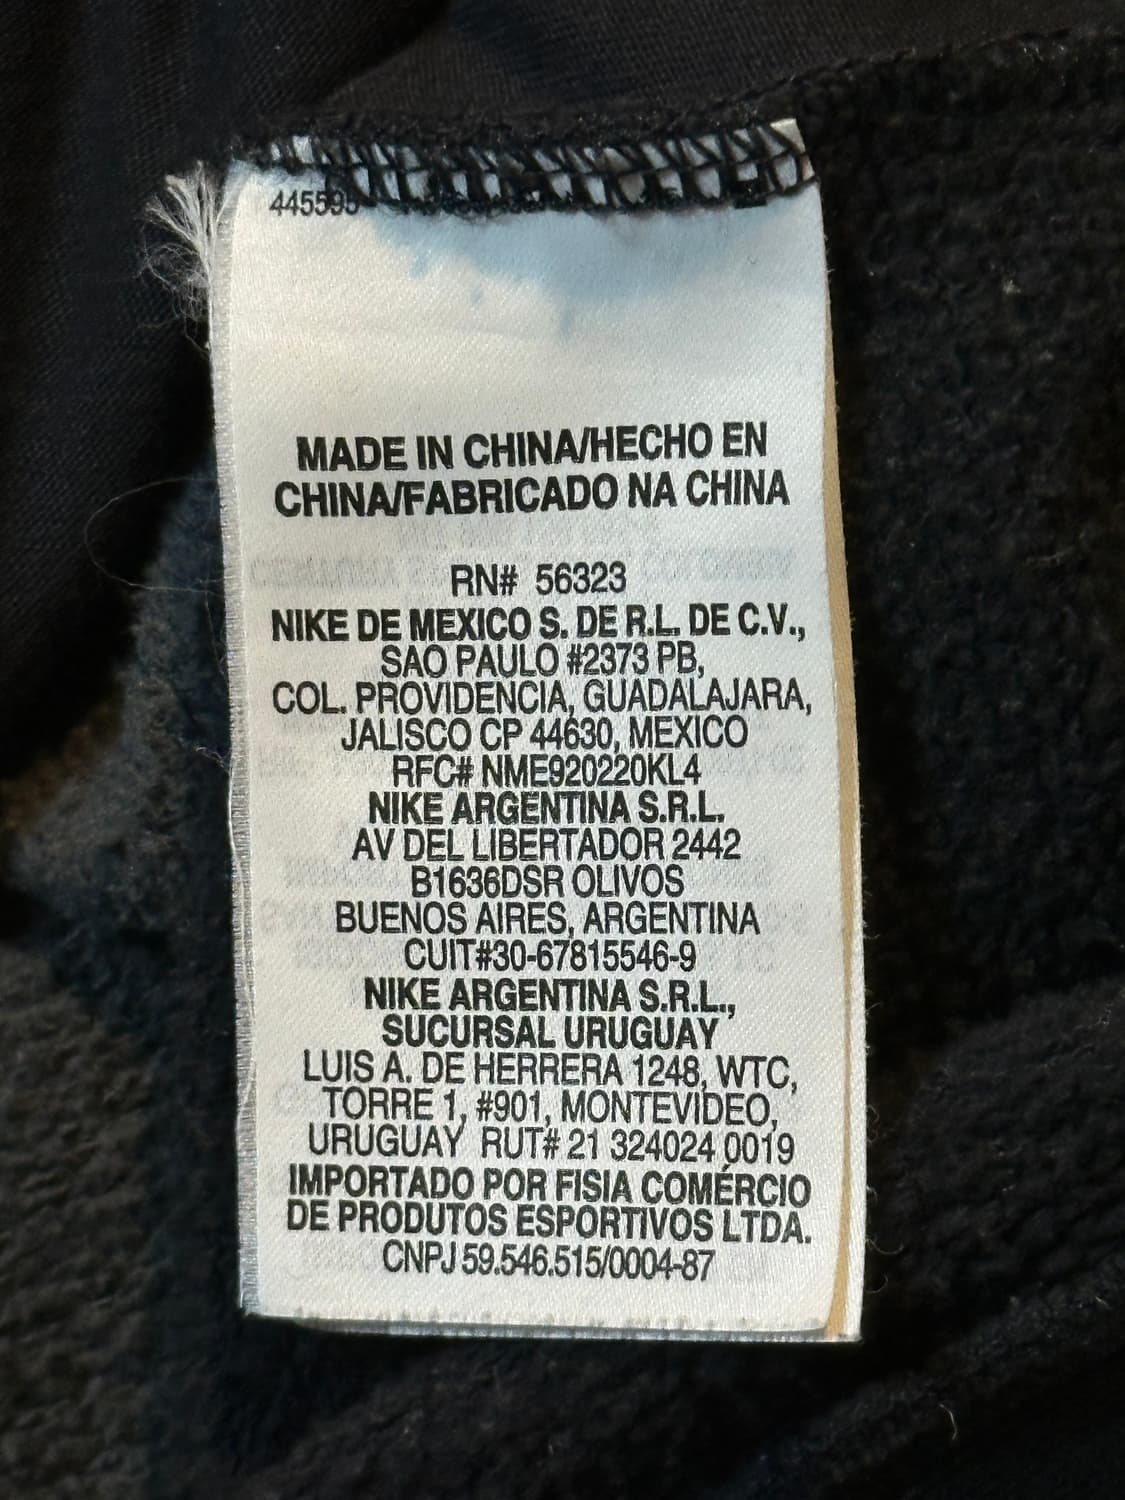 445595
MADE IN CHINA/HECHO EN
CHINA/FABRICADO NA CHINA
RN# 56323
NIKE DE MEXICO S. DE R.L. DE C.V.,
SAO PAULO #2373 PB,
COL. PROVIDENCIA, GUADALAJARA,
JALISCO CP 44630, MEXICO
RFC# NME920220KL4
NIKE ARGENTINA S.R.L.
AV DEL LIBERTADOR 2442
B1636DSR OLIVOS
BUENOS AIRES, ARGENTINA
CUIT#30-67815546-9
NIKE ARGENTINA S.R.L.,
SUCURSAL URUGUAY
LUIS A. DE HERRERA 1248, WTC,
TORRE 1, #901, MONTEVIDEO,
URUGUAY RUT# 21 324024 0019
IMPORTADO POR FISIA COMÉRCIO
DE PRODUTOS ESPORTIVOS LTDA.
CNPJ 59.546.515/0004-87